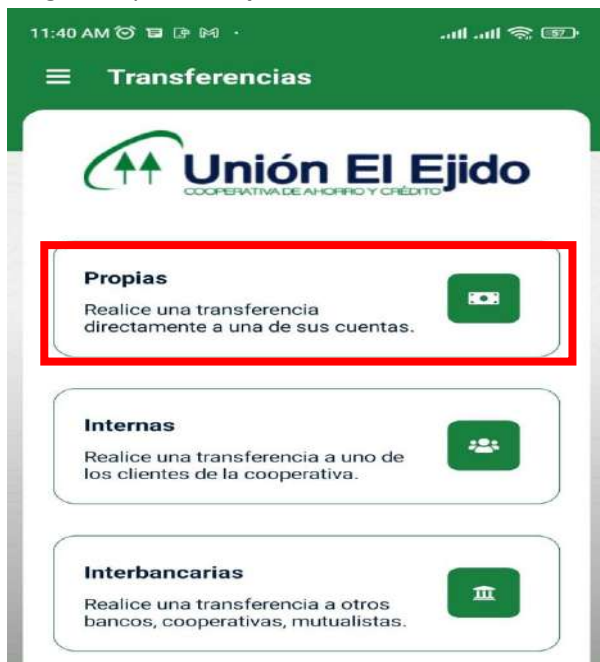 11:40 AM
57
Transferencias
Unión El Ejido
COOPERATIVA DE AHORRO Y CRÉDITO
Propias
Realice una transferencia
directamente a una de sus cuentas.
Internas
Realice una transferencia a uno de
los clientes de la cooperativa.
Interbancarias
Realice una transferencia a otros
bancos, cooperativas, mutualistas.